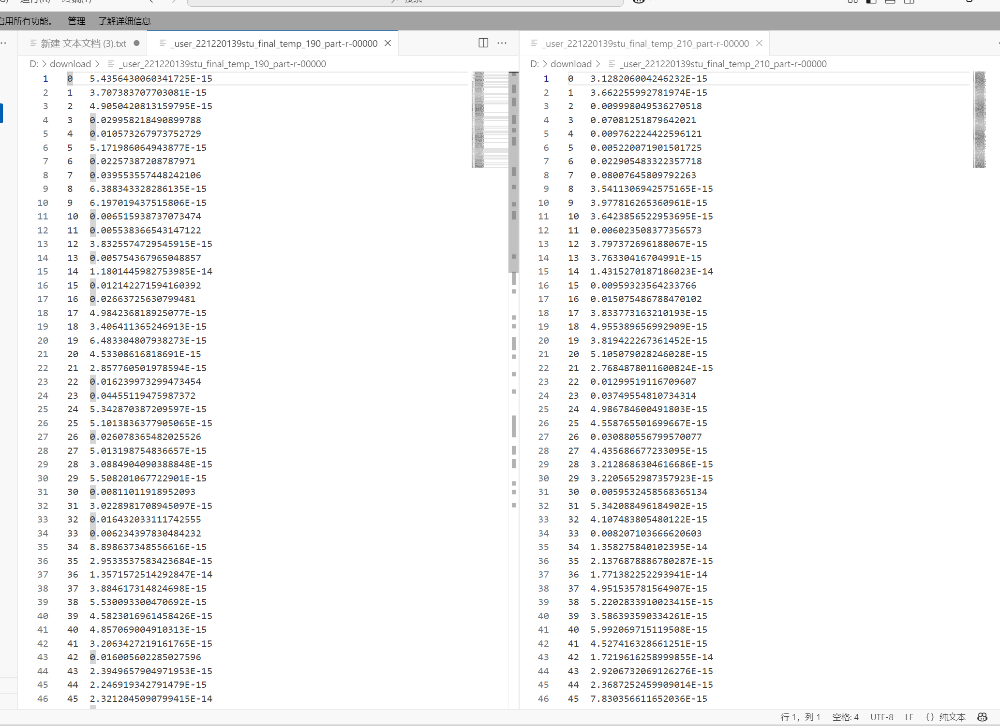 运行(R) 终端(T)
搜索
启用所有功能。 管理 了解详细信息
新建 文本文档 (3).txt
_user_221220139stu_final_temp_190_part-r-00000
D: > download > _user_221220139stu_final_temp_190_part-r-00000
1 0 5.4356430060341725E-15
2 1 3.707383707703081E-15
3 2 4.9050420813159795E-15
4 3 0.029958218490899788
5 4 0.010573267973752729
6 5 5.171986064943877E-15
7 6 0.02257387208787971
8 7 0.039553557448242106
9 8 6.388343328286135E-15
10 9 6.197019437515806E-15
11 10 0.006515938737073474
12 11 0.005538366543147122
13 12 3.8325574729545915E-15
14 13 0.005754367965048857
15 14 1.1801445982753985E-14
16 15 0.012142271594160392
17 16 0.02663725630799481
18 17 4.984236818925077E-15
19 18 3.406411365246913E-15
20 19 6.483304807938273E-15
21 20 4.53308616818691E-15
22 21 2.857760501978594E-15
23 22 0.016239973299473454
24 23 0.04455119475987372
25 24 5.342870387209597E-15
26 25 5.1013836377905065E-15
27 26 0.026078365482025526
28 27 5.013198754836657E-15
29 28 3.0884904090388848E-15
30 29 5.508201067722901E-15
31 30 0.00811011918952093
32 31 3.0228981708945097E-15
33 32 0.016432033111742555
34 33 0.006234397830484232
35 34 8.898637348556616E-15
36 35 2.9533537583423684E-15
37 36 1.3571572514292847E-14
38 37 3.884617314824698E-15
39 38 5.530093300470692E-15
40 39 4.5823016961458426E-15
41 40 4.857069004910313E-15
42 41 3.2063427219161765E-15
43 42 0.016005602285027596
44 43 2.3949657904971953E-15
45 44 2.246919342791479E-15
46 45 2.3212045090799415E-14
_user_221220139stu_final_temp_210_part-r-00000
D: > download > _user_221220139stu_final_temp_210_part-r-00000
1 0 3.128206004246232E-15
2 1 3.662255992781974E-15
3 2 0.009998049536270518
4 3 0.07081251879642021
5 4 0.009762224422596121
6 5 0.005220071901501725
7 6 0.022905483322357718
8 7 0.08007645809792263
9 8 3.5411306942575165E-15
10 9 3.977816265360961E-15
11 10 3.6423856522953695E-15
12 11 0.006023508377356573
13 12 3.797372696188067E-15
14 13 3.76330416704991E-15
15 14 1.4315270187186023E-14
16 15 0.00959323564233766
17 16 0.015075486788470102
18 17 3.833773163210193E-15
19 18 4.955389656992909E-15
20 19 3.819422267361452E-15
21 20 5.105079028246028E-15
22 21 2.7684878011600824E-15
23 22 0.01299519116709607
24 23 0.03749554810734314
25 24 4.986784600491803E-15
26 25 4.558765501699667E-15
27 26 0.030880556799570077
28 27 4.435686677233095E-15
29 28 3.2128686304616686E-15
30 29 3.2205652987357923E-15
31 30 0.0059532458568365134
32 31 5.342088496184902E-15
33 32 4.107483805480122E-15
34 33 0.008207103666620603
35 34 1.358275840102395E-14
36 35 2.1376878886780287E-15
37 36 1.771382252293941E-14
38 37 4.951535781564907E-15
39 38 5.2202833910023415E-15
40 39 3.586393590334261E-15
41 40 5.992069715119508E-15
42 41 4.527416328661251E-15
43 42 1.7219616258999855E-14
44 43 2.9206732069126276E-15
45 44 2.3687252459909014E-15
46 45 7.830356611652036E-15
行 1，列 1 空格: 4 UTF-8 LF {} 纯文本